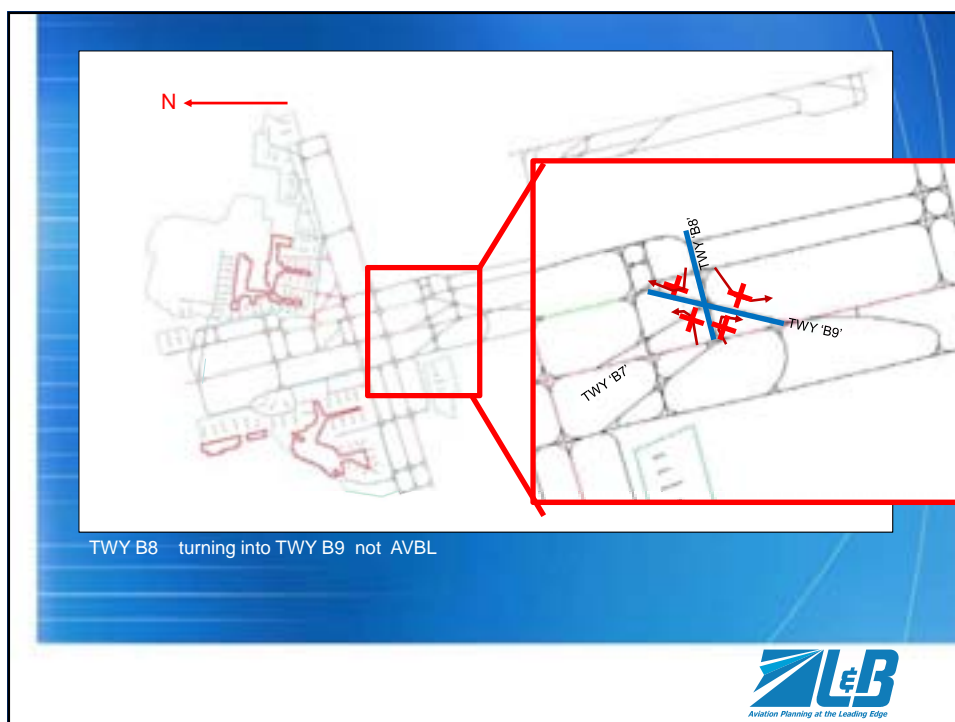 N
TWY ‘B8’
TWY ‘B9’
TWY ‘B7’
TWY B8 turning into TWY B9 not AVBL
L&B
Aviation Planning at the Leading Edge